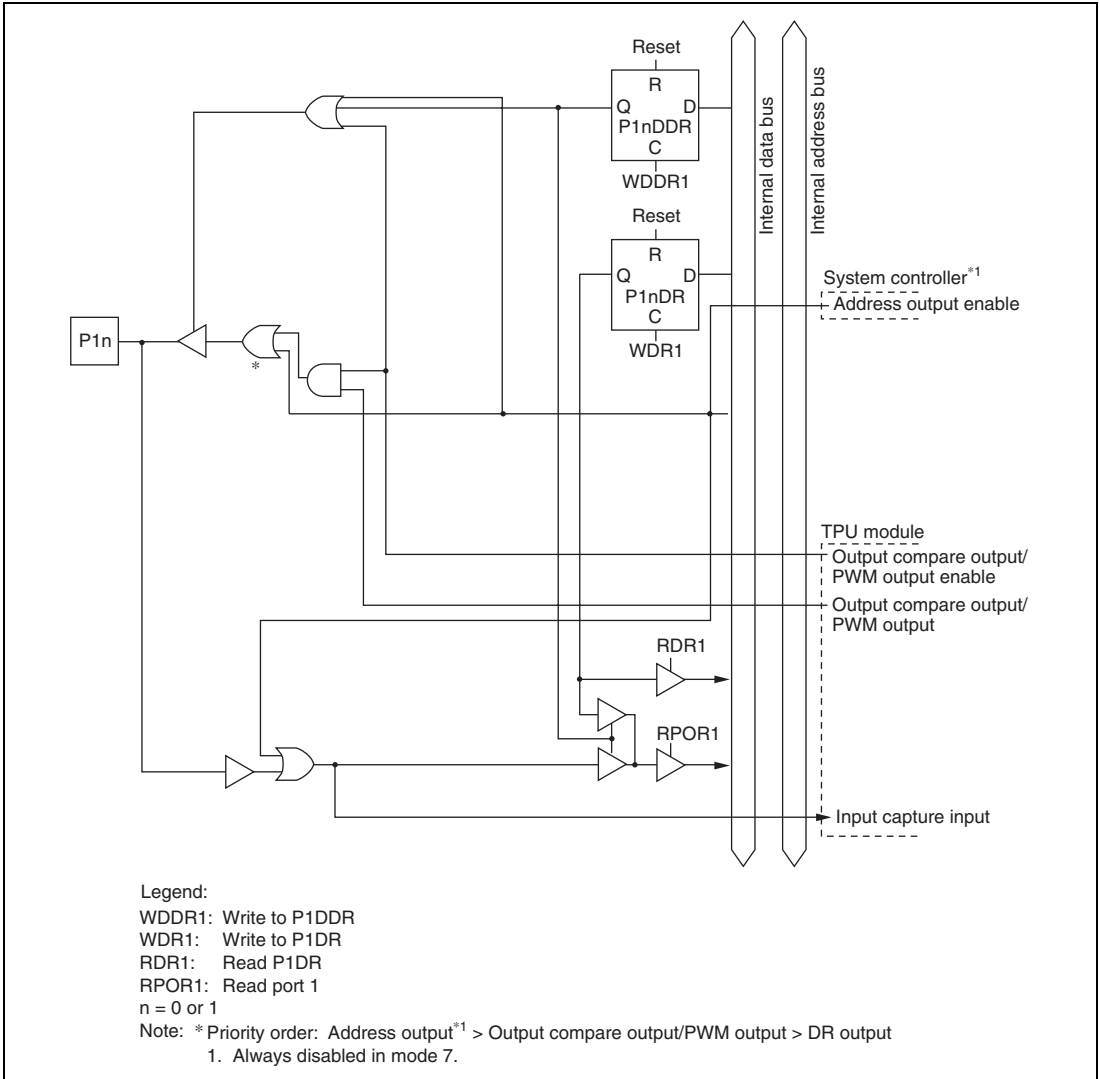 Reset
R
Q D
P1nDDR
C
WDDR1
Reset
R
Q D
P1nDR
C
WDR1
Internal data bus
Internal address bus
System controller*1
Address output enable
P1n
*
TPU module
Output compare output/
PWM output enable
Output compare output/
PWM output
RDR1
RPOR1
Input capture input
Legend:
WDDR1: Write to P1DDR
WDR1: Write to P1DR
RDR1: Read P1DR
RPOR1: Read port 1
n = 0 or 1
Note: * Priority order: Address output*1 > Output compare output/PWM output > DR output
1. Always disabled in mode 7.